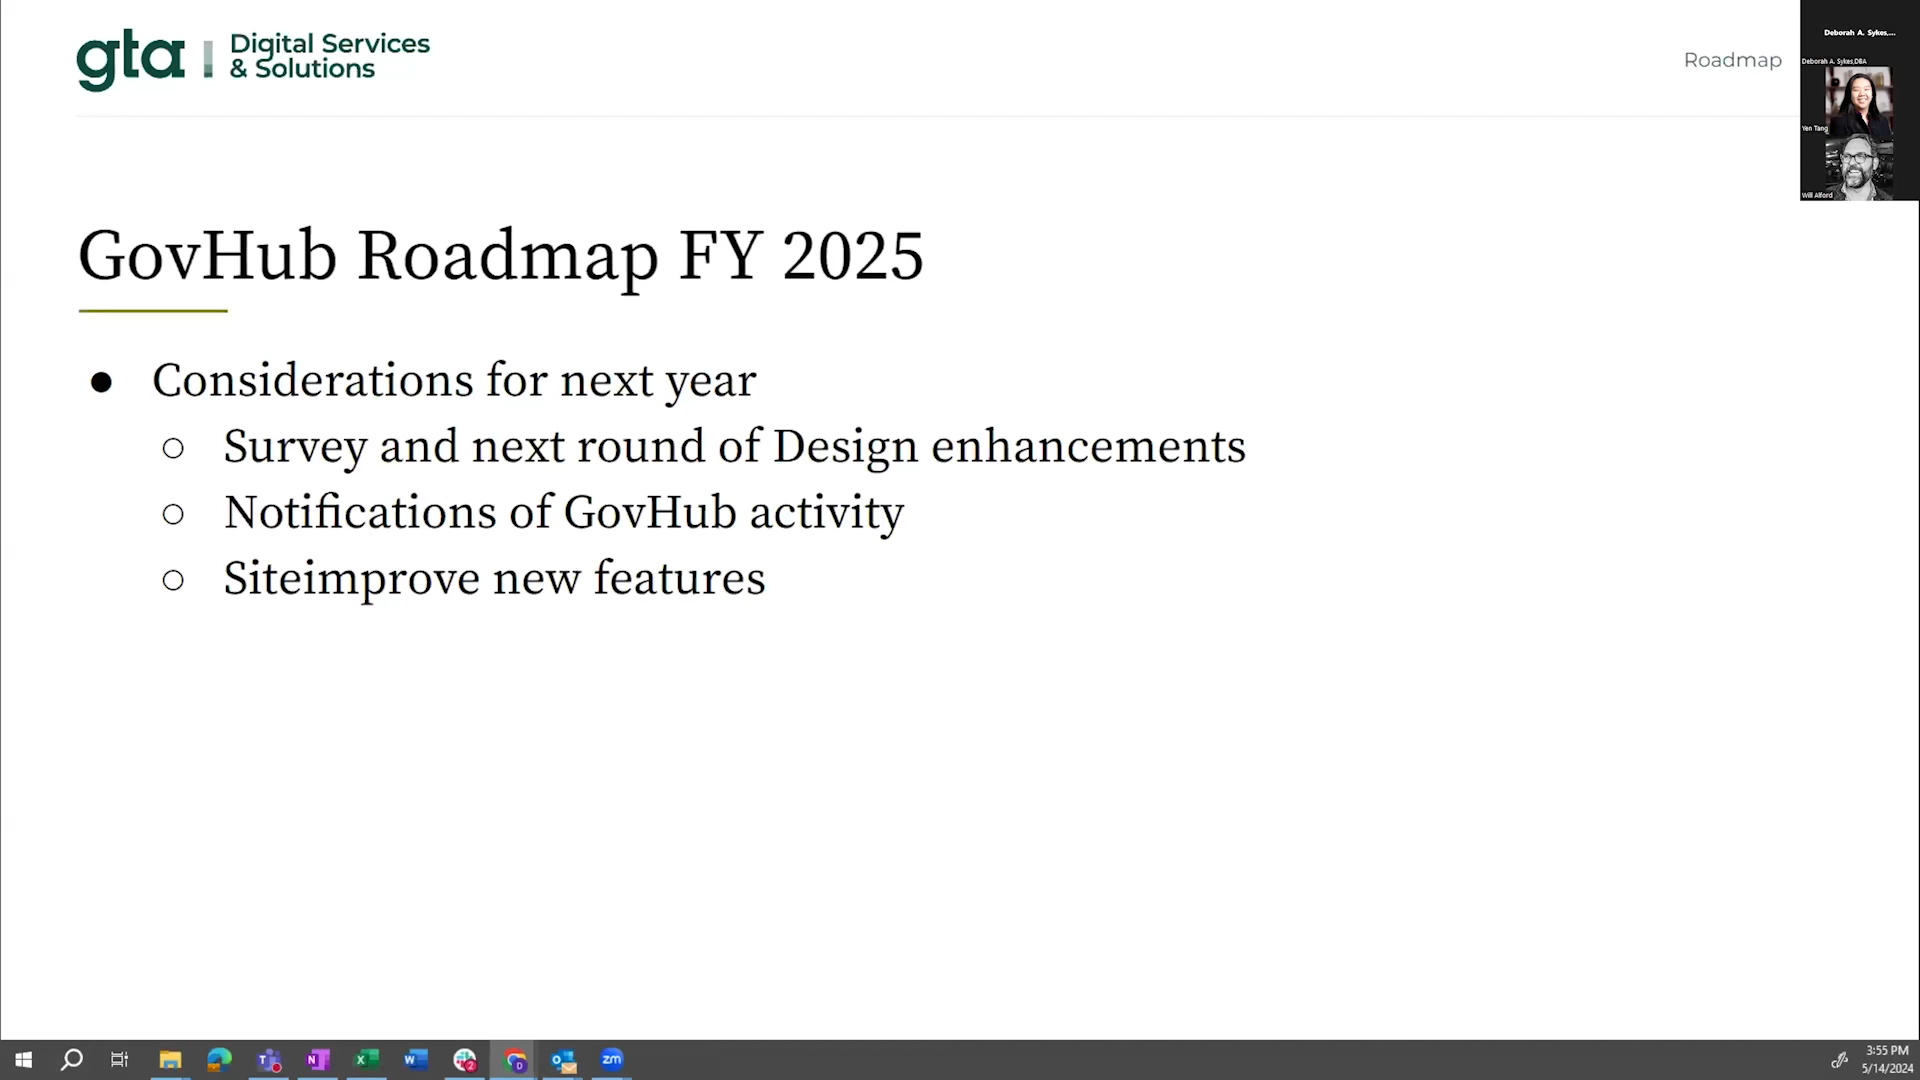 gta
Digital Services
& Solutions
Roadmap
Deborah A. Sykes,...
Deborah A. Sykes,DBA
Yen Tang
Will Alford
GovHub Roadmap FY 2025
● Considerations for next year
○ Survey and next round of Design enhancements
○ Notifications of GovHub activity
○ Siteimprove new features
3:55 PM
5/14/2024
zm